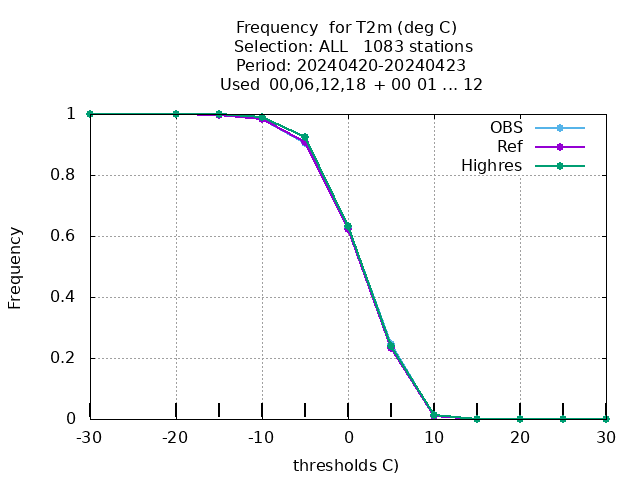 Frequency  for T2m (deg C)
Selection: ALL   1083 stations
Period: 20240420-20240423
Used  00,06,12,18  + 00 01 ... 12
OBS
Ref
Highres
1
0.8
0.6
0.4
0.2
0
Frequency
-30
-20
-10
0
10
20
30
thresholds C)